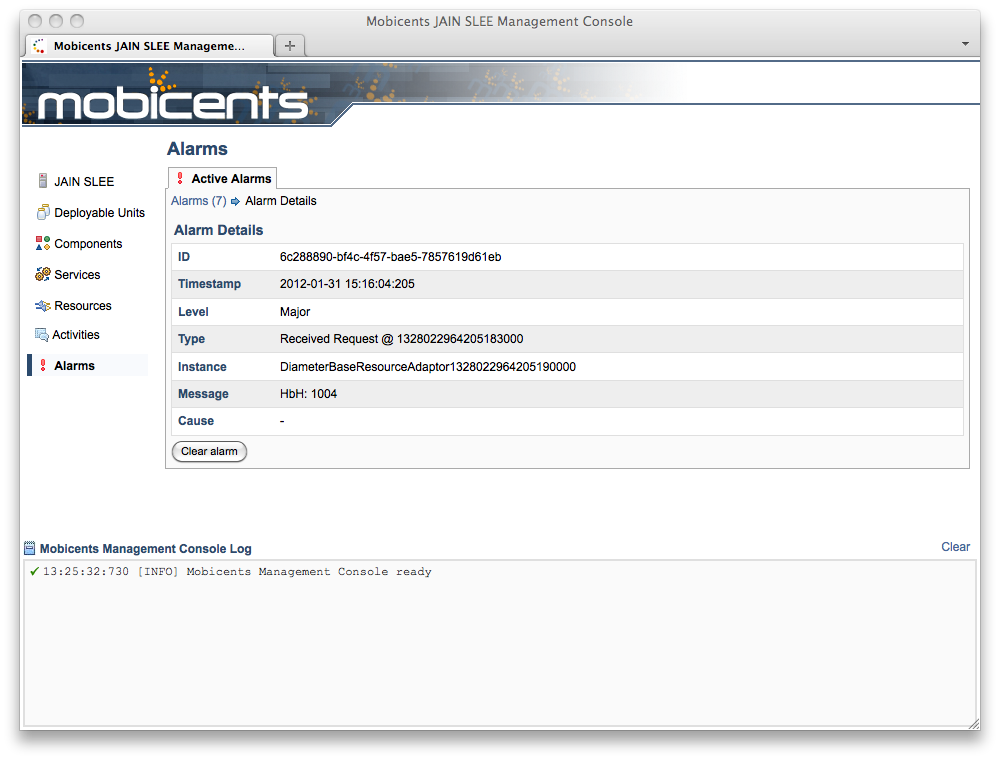 Mobicents JAIN SLEE Management Console
Mobicents JAIN SLEE Manageme...
mobicents
Alarms
JAIN SLEE
Deployable Units
Components
Services
Resources
Activities
Alarms
Active Alarms
Alarms (7) Alarm Details
Alarm Details
ID 6c288890-bf4c-4f57-bae5-7857619d61eb
Timestamp 2012-01-31 15:16:04:205
Level Major
Type Received Request @ 1328022964205183000
Instance DiameterBaseResourceAdaptor1328022964205190000
Message HbH: 1004
Cause -
Clear alarm
Mobicents Management Console Log Clear
13:25:32:730 [INFO] Mobicents Management Console ready